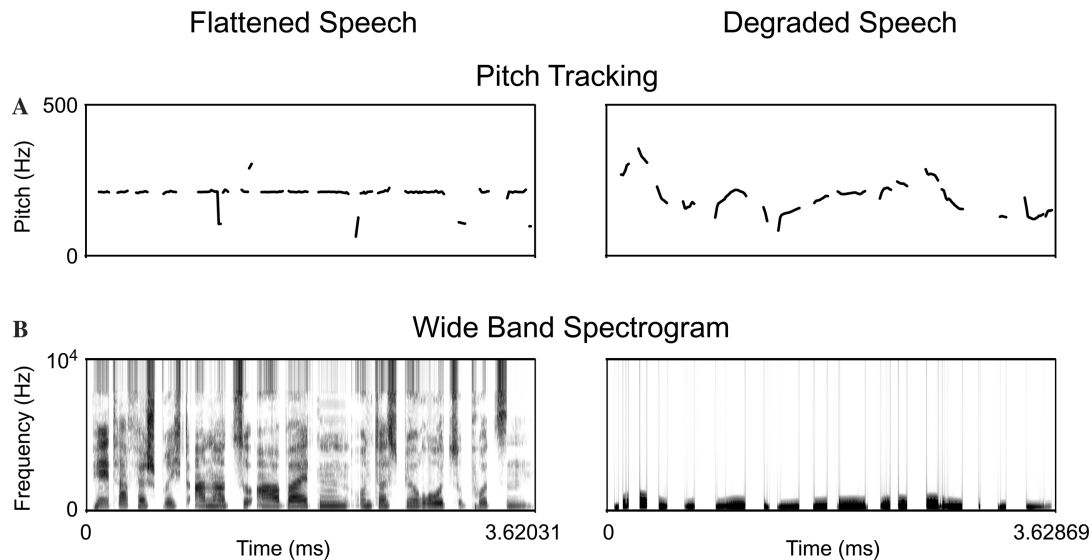 Flattened Speech Degraded Speech
Pitch Tracking
A 500
Pitch (Hz)
0
B Wide Band Spectrogram
10⁴
Frequency (Hz)
0
0 3.62031 0 3.62869
Time (ms) Time (ms)